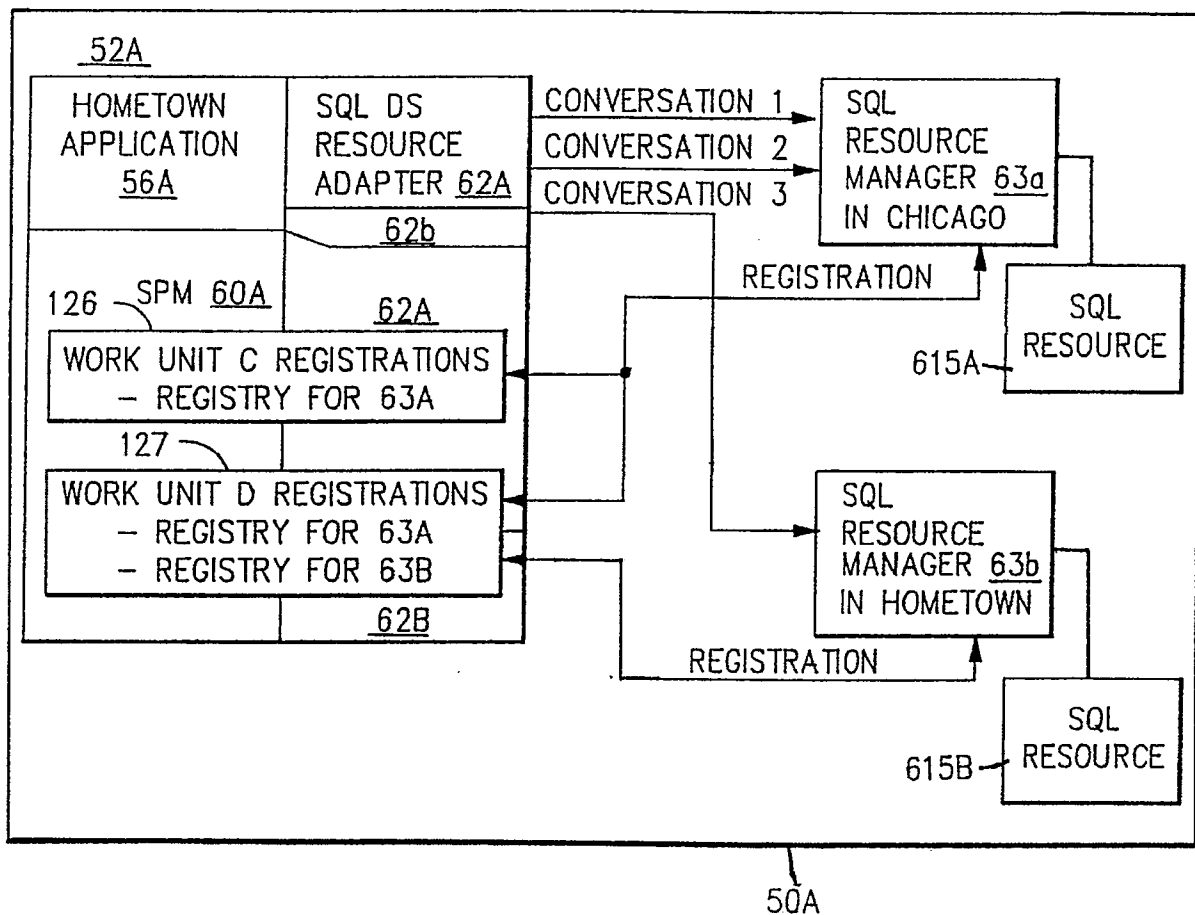 52A
HOMETOWN
APPLICATION
56A
SQL DS
RESOURCE
ADAPTER 62A
62b
CONVERSATION 1
CONVERSATION 2
CONVERSATION 3
SQL
RESOURCE
MANAGER 63a
IN CHICAGO
REGISTRATION
SQL
RESOURCE
615A
SPM 60A
126
62A
WORK UNIT C REGISTRATIONS
- REGISTRY FOR 63A
127
WORK UNIT D REGISTRATIONS
- REGISTRY FOR 63A
- REGISTRY FOR 63B
62B
SQL
RESOURCE
MANAGER 63b
IN HOMETOWN
REGISTRATION
SQL
RESOURCE
615B
50A